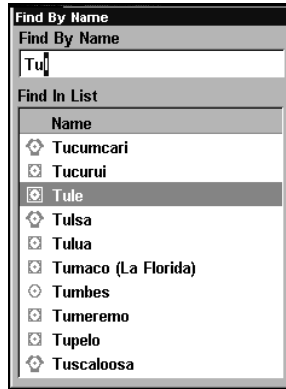 Find By Name
Find By Name
Tul
Find In List
Name
Tucumcari
Tucurui
Tule
Tulsa
Tulua
Tumaco (La Florida)
Tumbes
Tumeremo
Tupelo
Tuscaloosa